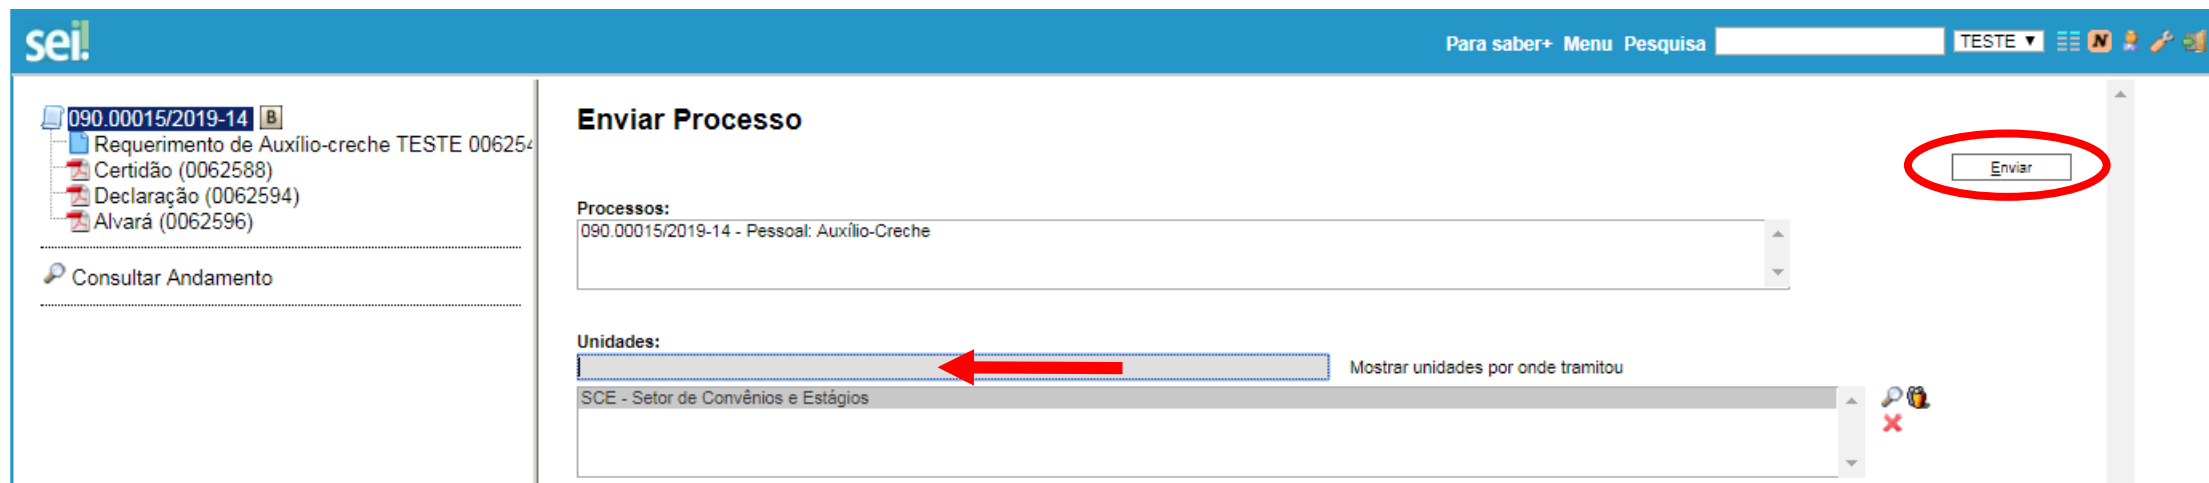 sei!
Para saber+ Menu Pesquisa TESTE
090.00015/2019-14 B
Requerimento de Auxílio-creche TESTE 006254
Certidão (0062588)
Declaração (0062594)
Alvará (0062596)
Consultar Andamento
Enviar Processo
Enviar
Processos:
090.00015/2019-14 - Pessoal: Auxílio-Creche
Unidades:
Mostrar unidades por onde tramitou
SCE - Setor de Convênios e Estágios